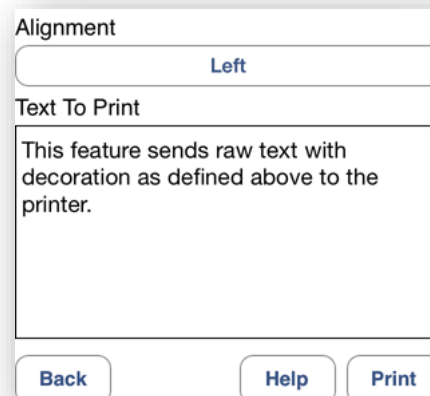 Alignment
Left
Text To Print
This feature sends raw text with
decoration as defined above to the
printer.
Back Help Print